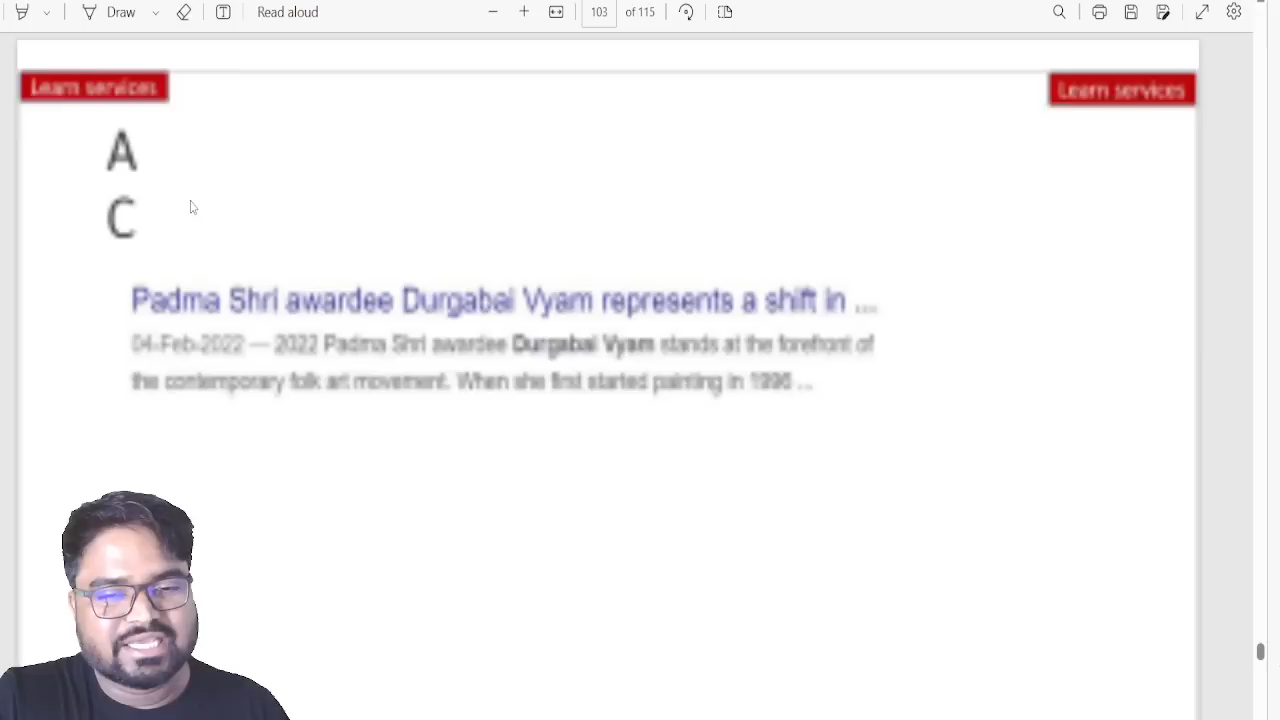 Draw
Read aloud
103 of 115
Learn services Learn services
A
C
Padma Shri awardee Durgabai Vyam represents a shift in ...
04-Feb-2022 — 2022 Padma Shri awardee Durgabai Vyam stands at the forefront of
the contemporary folk art movement. When she first started painting in 1996 ...